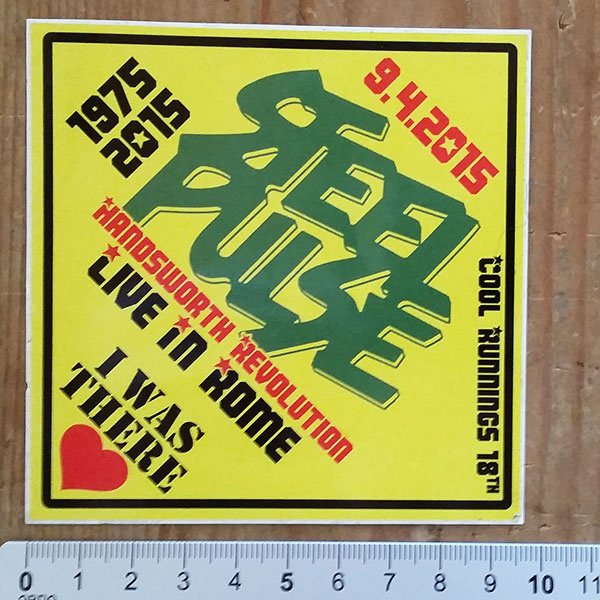 1975
2015
9.4.2015
STEEL
PULSE
HANDSWORTH REVOLUTION
LIVE IN ROME
I WAS
THERE
COOL RUNNINGS 18TH
0 1 2 3 4 5 6 7 8 9 10 11